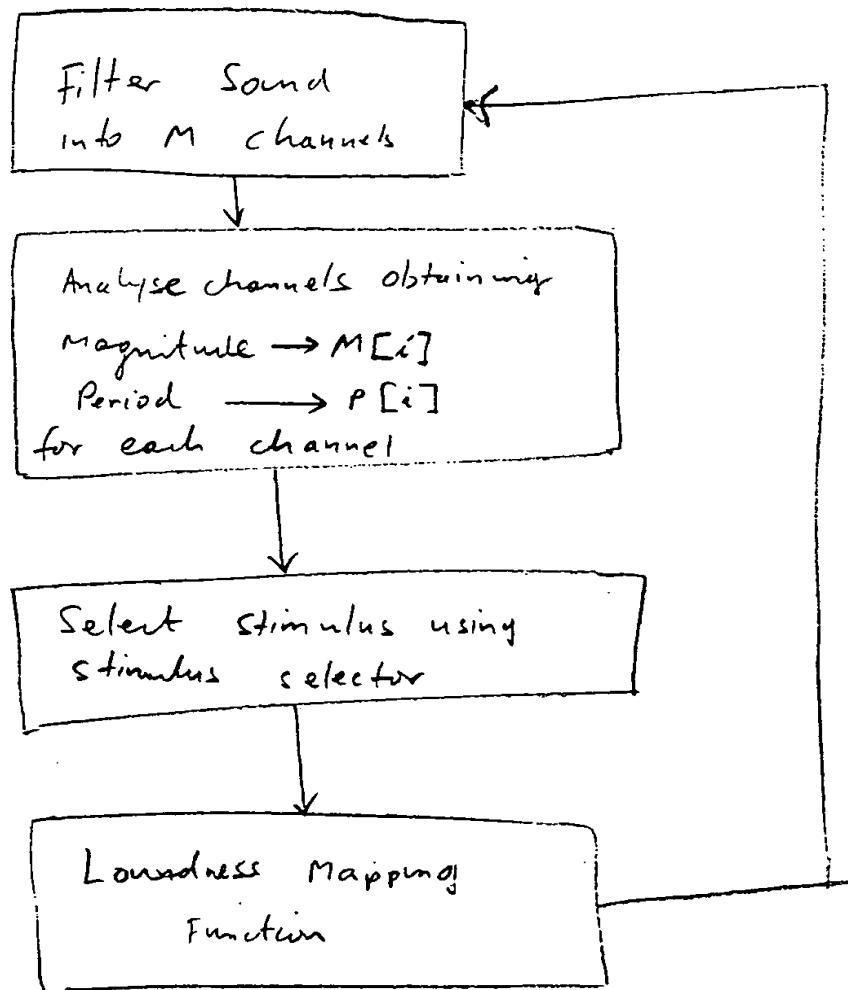 Filter Sound
into M channels
Analyse channels obtaining
Magnitude → M[i]
Period → P[i]
for each channel
Select stimulus using
stimulus selector
Loundness Mapping
Function